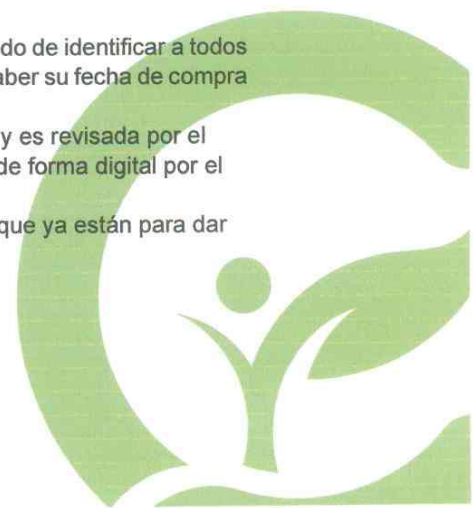 do de identificar a todos
aber su fecha de compra
y es revisada por el
de forma digital por el
que ya están para dar